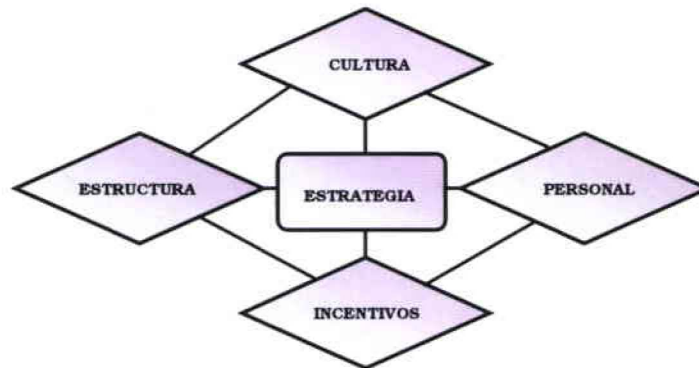 CULTURA
ESTRUCTURA
ESTRATEGIA
PERSONAL
INCENTIVOS